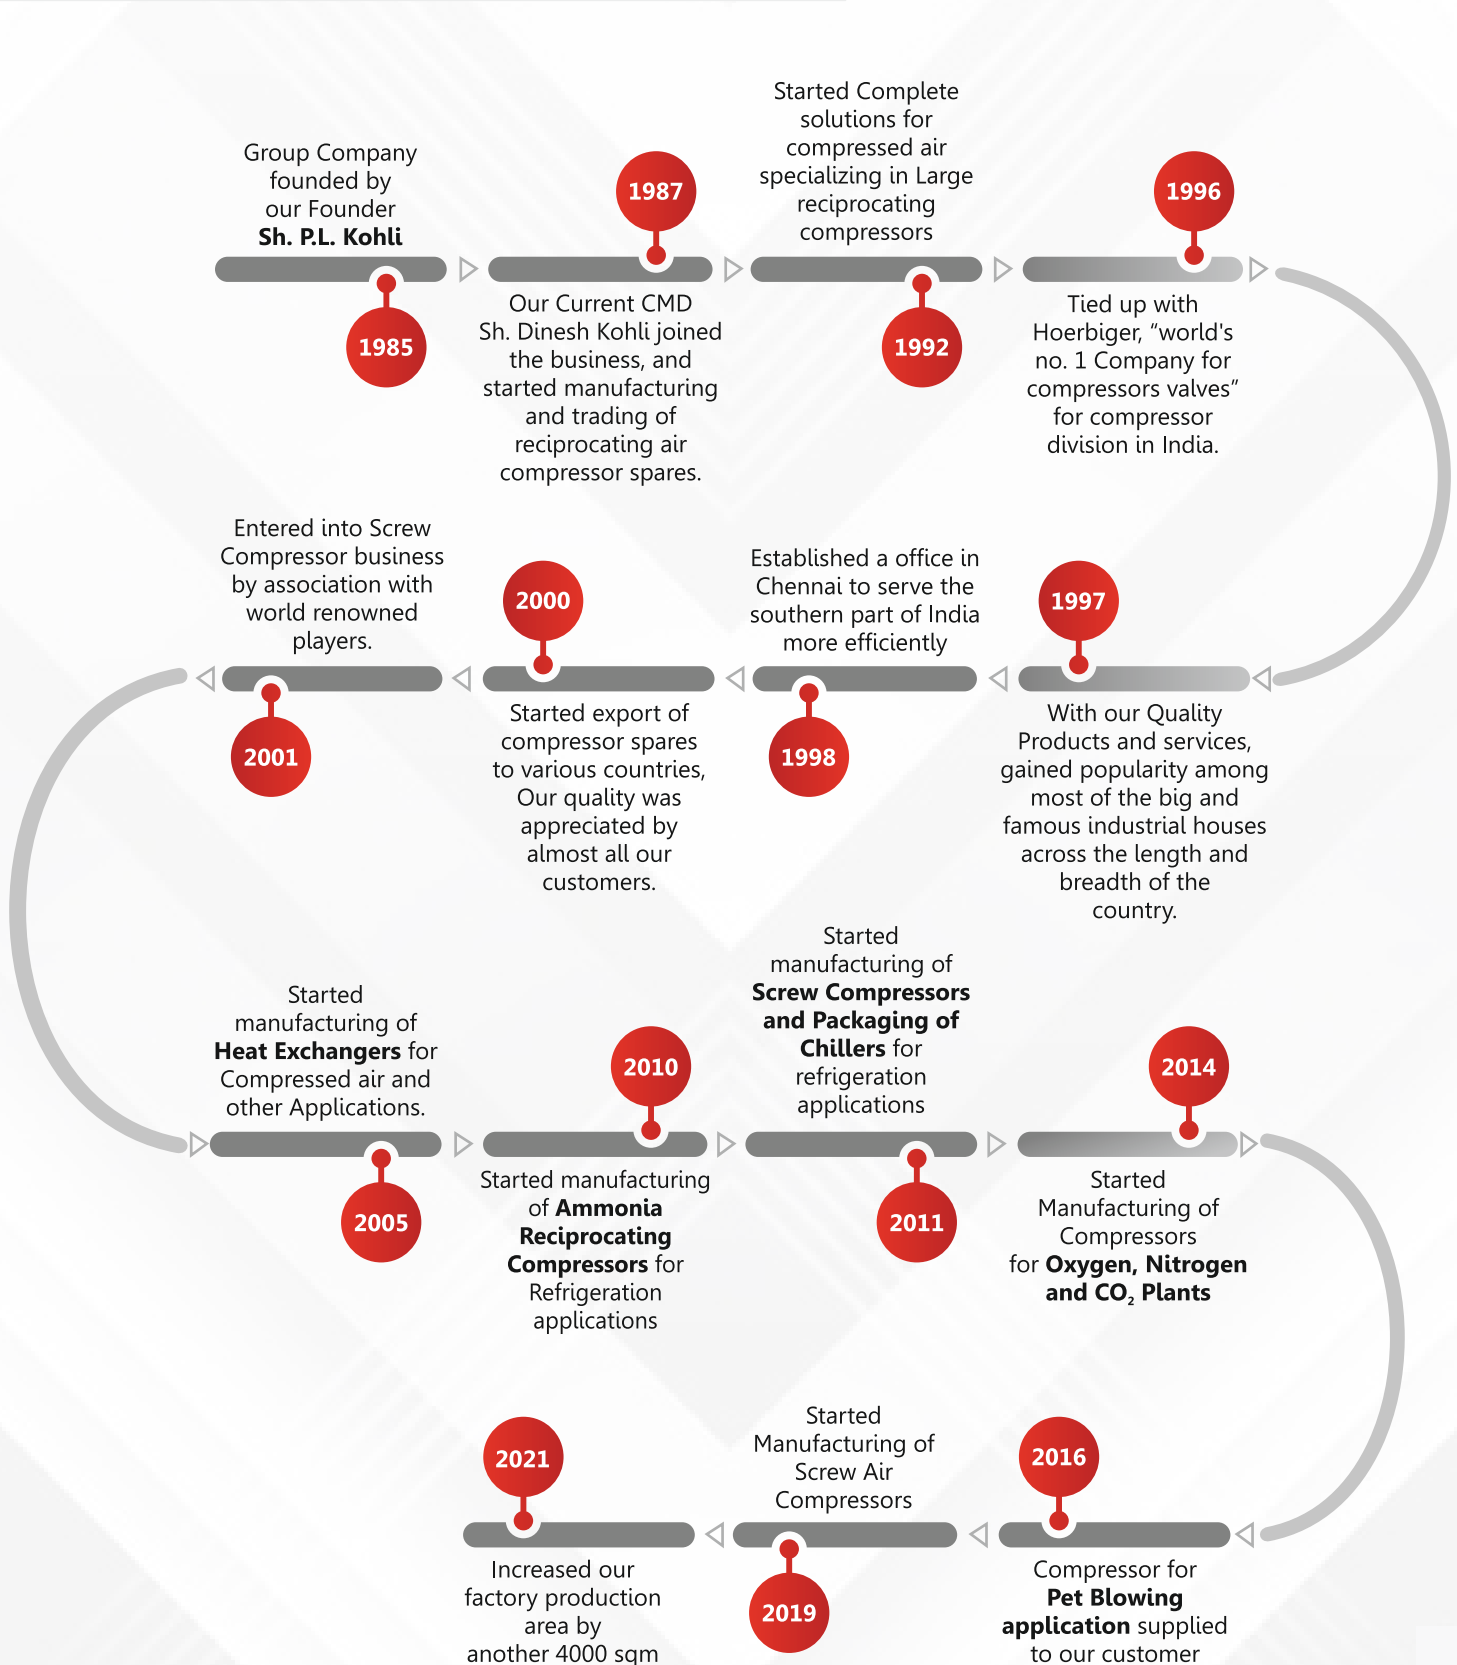 Group Company
founded by
our Founder
Sh. P.L. Kohli
1985
1987
Our Current CMD
Sh. Dinesh Kohli joined
the business, and
started manufacturing
and trading of
reciprocating air
compressor spares.
Started Complete
solutions for
compressed air
specializing in Large
reciprocating
compressors
1992
1996
Tied up with
Hoerbiger, “world's
no. 1 Company for
compressors valves”
for compressor
division in India.
1997
With our Quality
Products and services,
gained popularity among
most of the big and
famous industrial houses
across the length and
breadth of the
country.
Established a office in
Chennai to serve the
southern part of India
more efficiently
1998
2000
Started export of
compressor spares
to various countries,
Our quality was
appreciated by
almost all our
customers.
Entered into Screw
Compressor business
by association with
world renowned
players.
2001
Started
manufacturing of
Heat Exchangers for
Compressed air and
other Applications.
2005
2010
Started manufacturing
of Ammonia
Reciprocating
Compressors for
Refrigeration
applications
Started
manufacturing of
Screw Compressors
and Packaging of
Chillers for
refrigeration
applications
2011
2014
Started
Manufacturing of
Compressors
for Oxygen, Nitrogen
and CO₂ Plants
2016
Compressor for
Pet Blowing
application supplied
to our customer
Started
Manufacturing of
Screw Air
Compressors
2019
2021
Increased our
factory production
area by
another 4000 sqm